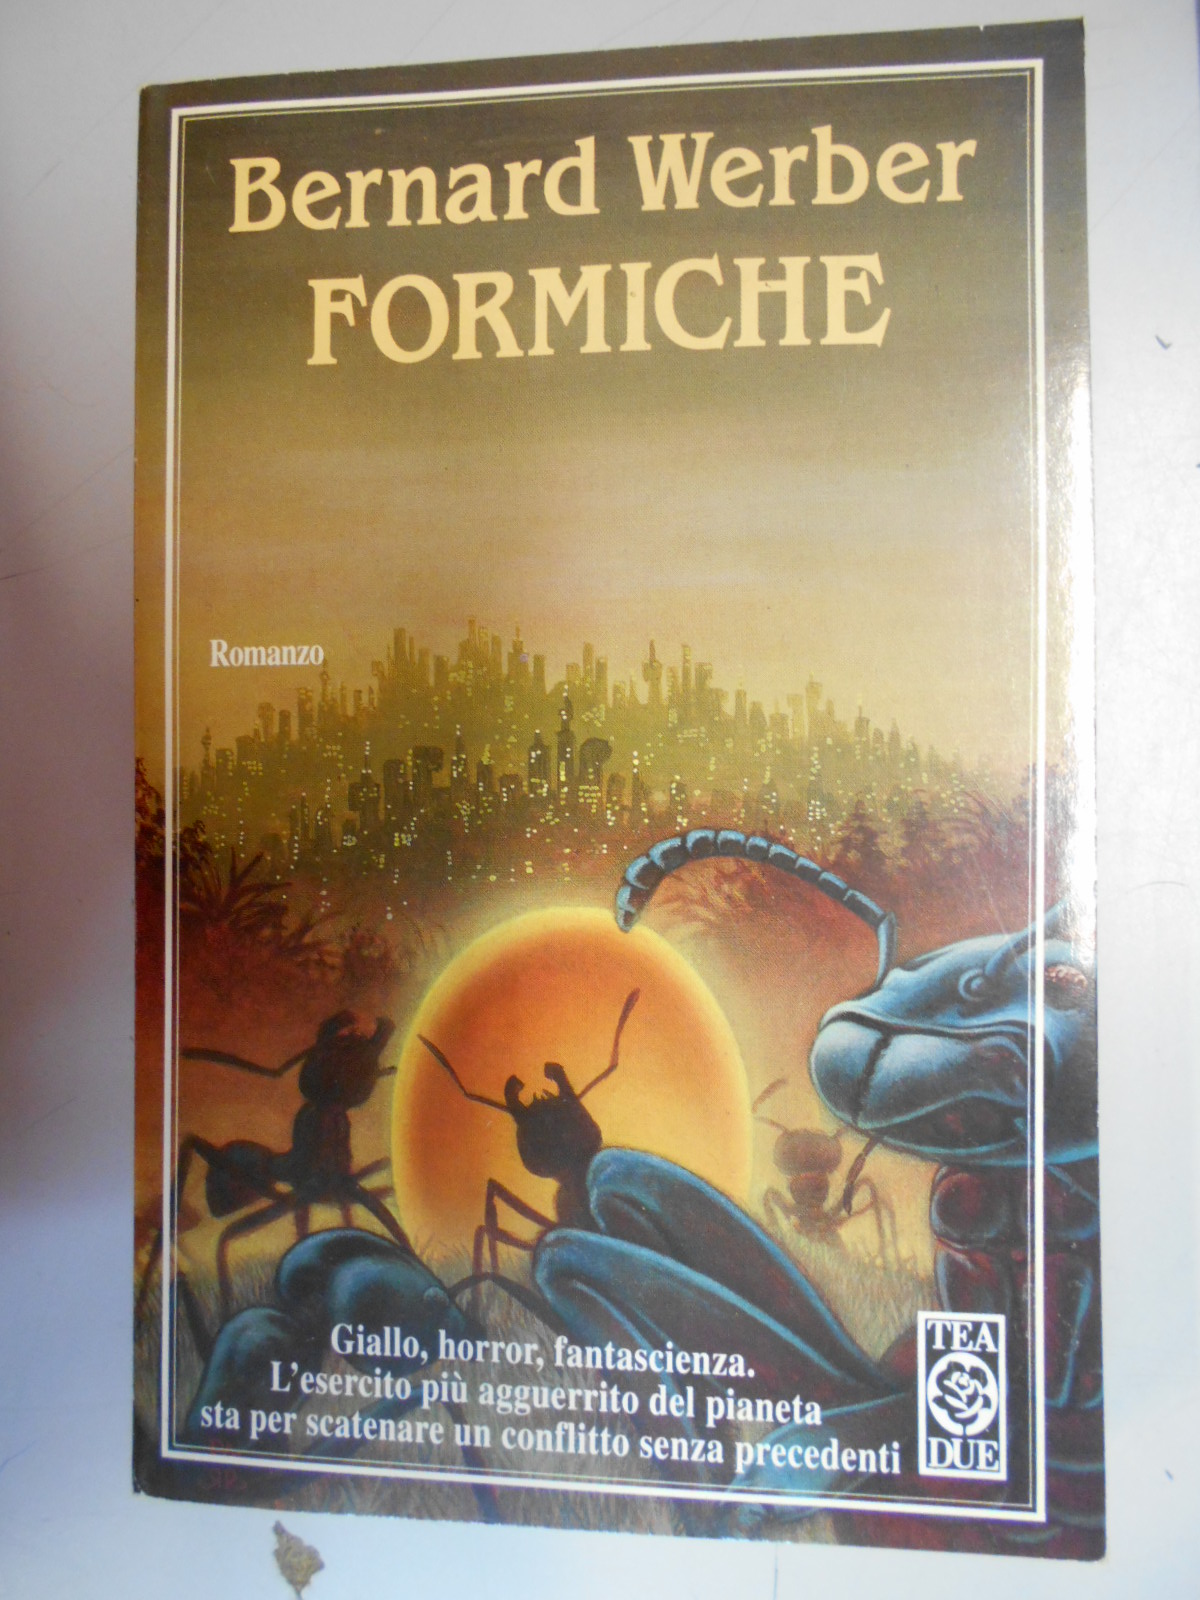 Bernard Werber
FORMICHE
Romanzo
Giallo, horror, fantascienza.
L'esercito più agguerrito del pianeta
sta per scatenare un conflitto senza precedenti
TEA
DUE